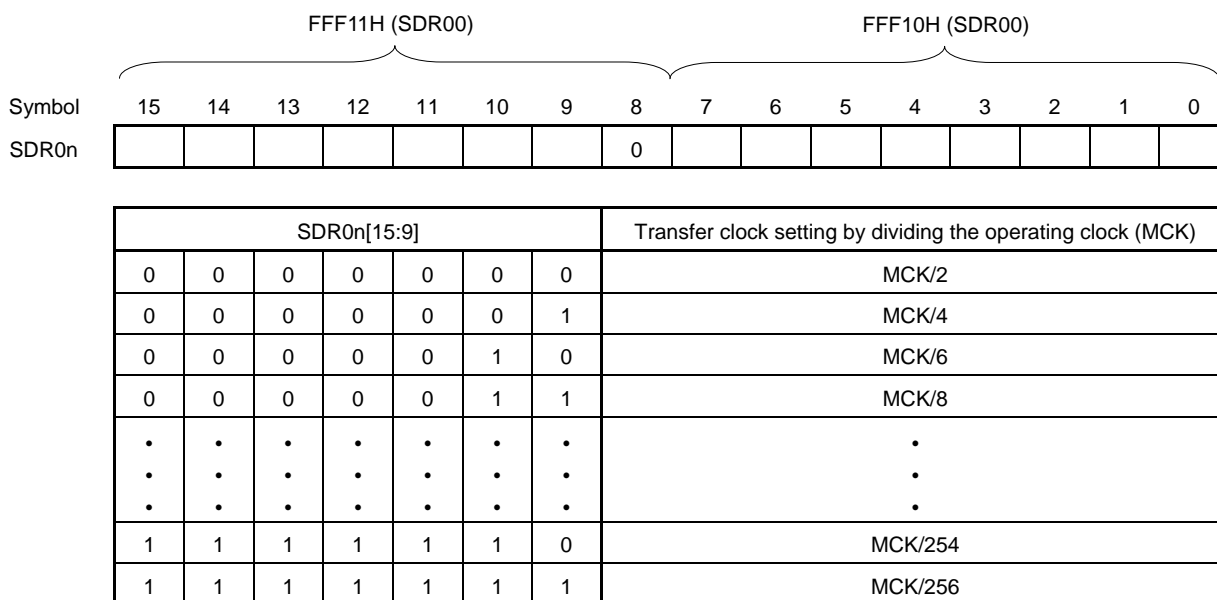 FFF11H (SDR00) FFF10H (SDR00)
Symbol 15 14 13 12 11 10 9 8 7 6 5 4 3 2 1 0
SDR0n 0
SDR0n[15:9] Transfer clock setting by dividing the operating clock (MCK)
0 0 0 0 0 0 0 MCK/2
0 0 0 0 0 0 1 MCK/4
0 0 0 0 0 1 0 MCK/6
0 0 0 0 0 1 1 MCK/8
• • • • • • • •
• • • • • • • •
• • • • • • • •
1 1 1 1 1 1 0 MCK/254
1 1 1 1 1 1 1 MCK/256